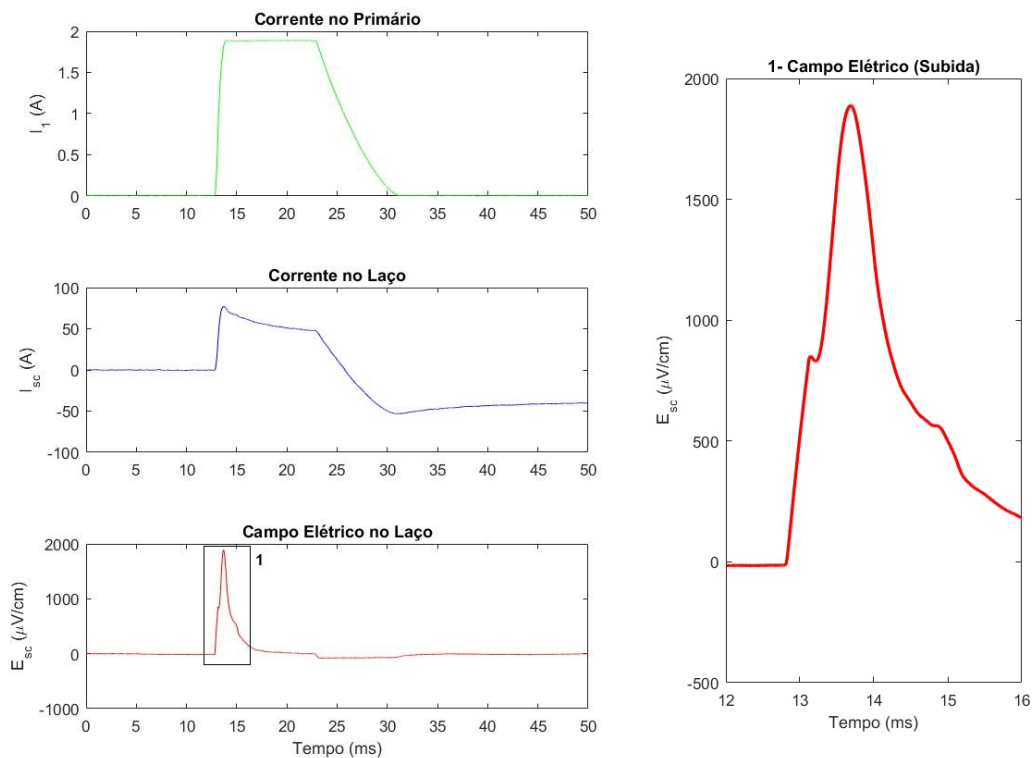 Corrente no Primário
2
1.5
1
0.5
0
I_1 (A)
0 5 10 15 20 25 30 35 40 45 50
Corrente no Laço
100
50
0
-50
-100
I_sc (A)
0 5 10 15 20 25 30 35 40 45 50
Campo Elétrico no Laço
2000
1000
0
-1000
E_sc (μV/cm)
1
0 5 10 15 20 25 30 35 40 45 50
Tempo (ms)
1- Campo Elétrico (Subida)
2000
1500
1000
500
0
-500
E_sc (μV/cm)
12 13 14 15 16
Tempo (ms)